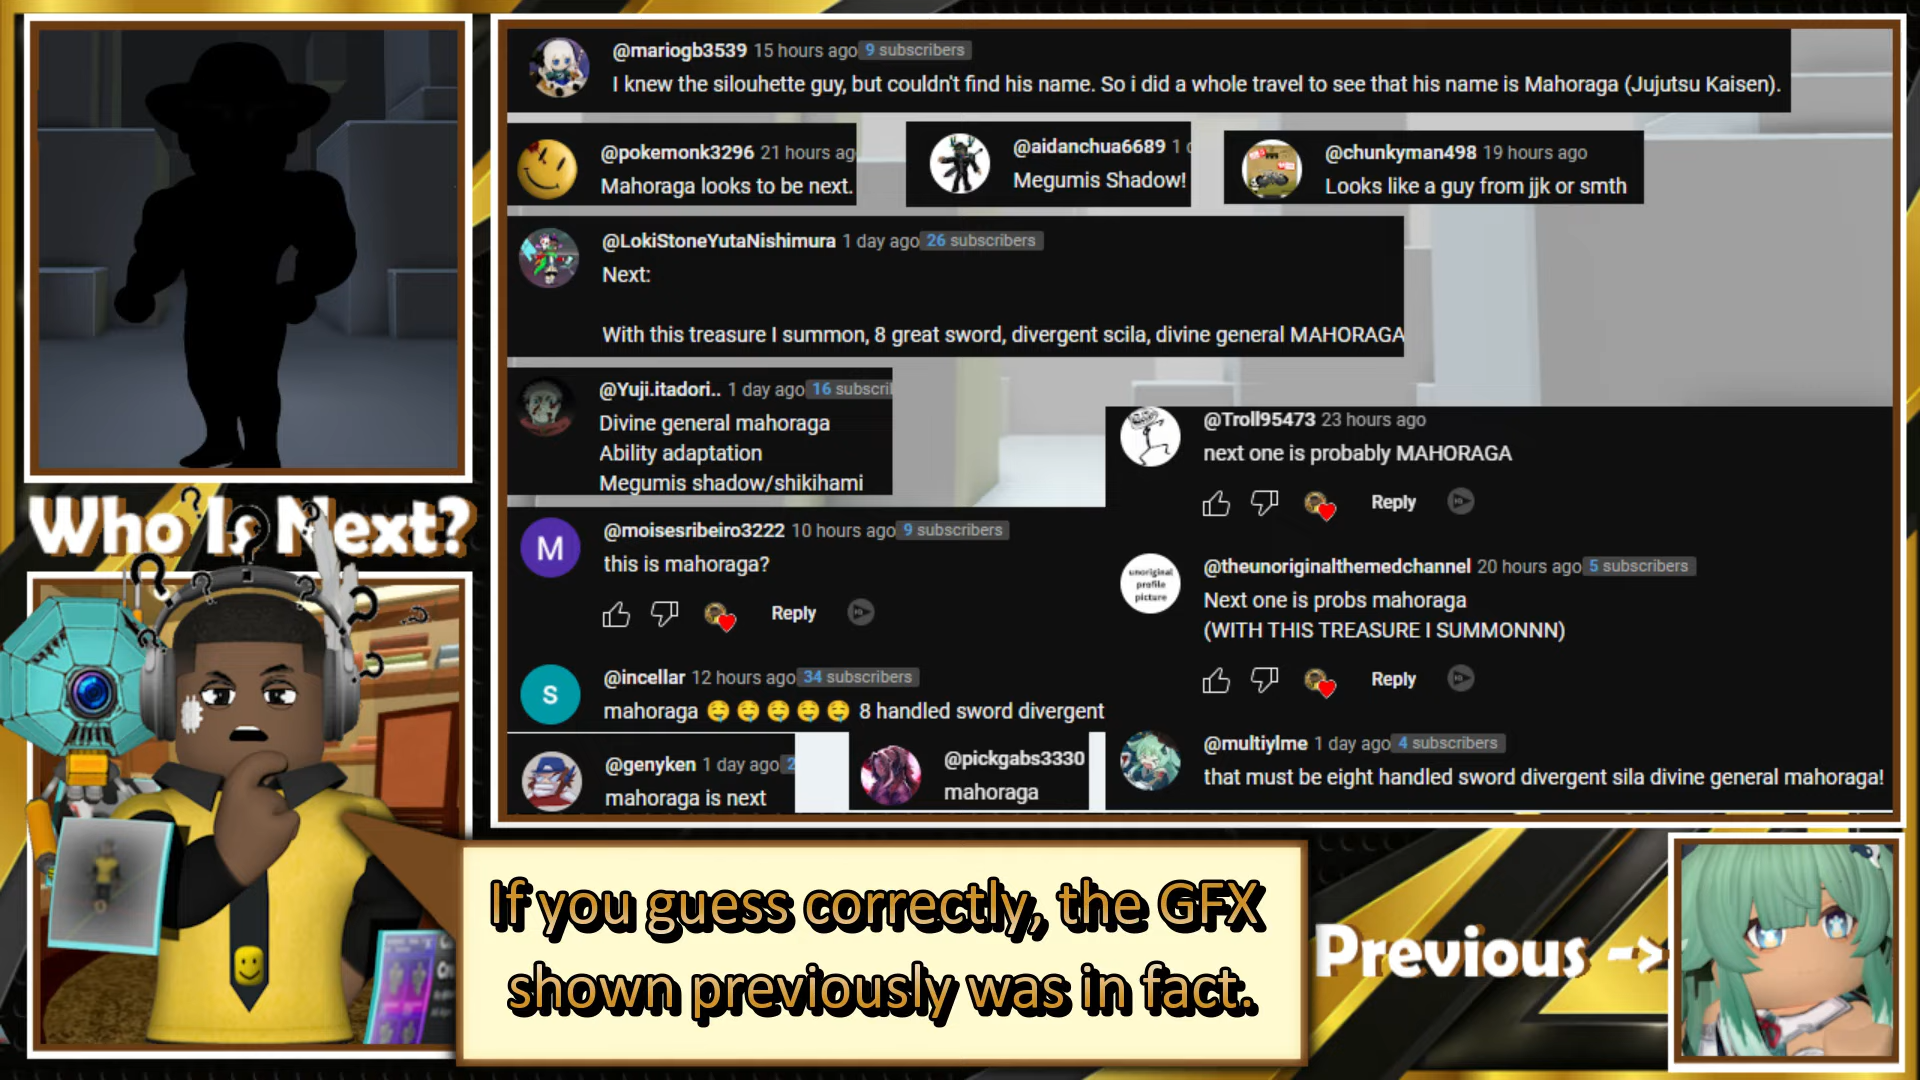 @mariogb3539 15 hours ago 9 subscribers
I knew the silouhette guy, but couldn't find his name. So i did a whole travel to see that his name is Mahoraga (Jujutsu Kaisen).
@pokemonk3296 21 hours ag
Mahoraga looks to be next.
@aidanchua6689 1 d
Megumis Shadow!
@chunkyman498 19 hours ago
Looks like a guy from jjk or smth
@LokiStoneYutaNishimura 1 day ago 26 subscribers
Next:
With this treasure I summon, 8 great sword, divergent scila, divine general MAHORAGA
@Yuji.itadori.. 1 day ago 16 subscri
Divine general mahoraga
Ability adaptation
Megumis shadow/shikihami
@moisesribeiro3222 10 hours ago 9 subscribers
M
this is mahoraga?
Reply
@incellar 12 hours ago 34 subscribers
S
mahoraga 🤤 🤤 🤤 🤤 🤤 8 handled sword divergent
@genyken 1 day ago 2
mahoraga is next
@pickgabs3330
mahoraga
@Troll95473 23 hours ago
next one is probably MAHORAGA
Reply
unoriginal
profile
picture
@theunoriginalthemedchannel 20 hours ago 5 subscribers
Next one is probs mahoraga
(WITH THIS TREASURE I SUMMONNN)
Reply
@multiylme 1 day ago 4 subscribers
that must be eight handled sword divergent sila divine general mahoraga!
Who Is Next?
If you guess correctly, the GFX
shown previously was in fact.
Previous ->